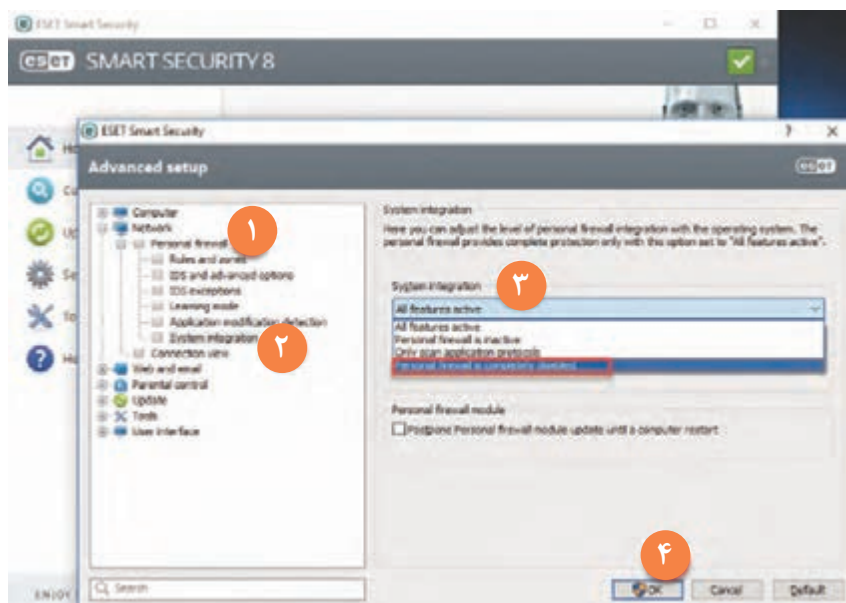 ESET Smart Security
eset SMART SECURITY 8
ESET Smart Security
Advanced setup
eset
Computer
Network
Personal firewall
۱
Rules and zones
IDS and advanced options
IDS exceptions
Learning mode
Application modification detection
System integration
۲
Connection view
Web and email
Parental control
Update
Tools
User interface
System integration
Here you can adjust the level of personal firewall integration with the operating system. The
personal firewall provides complete protection only with this option set to "All features active".
System integration
۳
All features active
All features active
Personal firewall is inactive
Only scan application protocols
Personal firewall is completely disabled
Personal firewall module
Postpone Personal firewall module update until a computer restart
۴
ENJOY
Search
OK
Cancel
Default